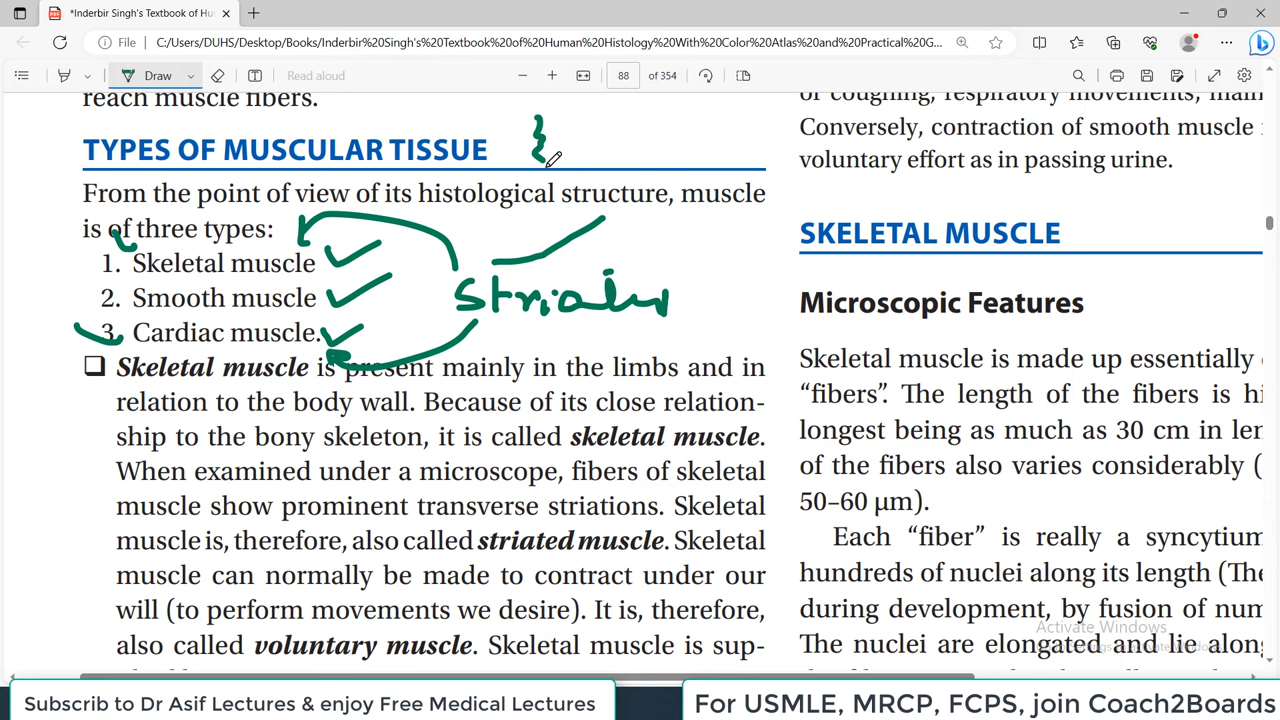 *Inderbir Singh's Textbook of Hu
File
C:/Users/DUHS/Desktop/Books/Inderbir%20Singh's%20Textbook%20of%20Human%20Histology%20With%20Color%20Atlas%20and%20Practical%20G...
Draw
Read aloud
88 of 354
reach muscle fibers.
TYPES OF MUSCULAR TISSUE
From the point of view of its histological structure, muscle
is of three types:
1. Skeletal muscle
2. Smooth muscle
3. Cardiac muscle.
❑ Skeletal muscle is present mainly in the limbs and in
relation to the body wall. Because of its close relation-
ship to the bony skeleton, it is called skeletal muscle.
When examined under a microscope, fibers of skeletal
muscle show prominent transverse striations. Skeletal
muscle is, therefore, also called striated muscle. Skeletal
muscle can normally be made to contract under our
will (to perform movements we desire). It is, therefore,
also called voluntary muscle. Skeletal muscle is sup-
of coughing, respiratory movements,
Conversely, contraction of smooth muscle
voluntary effort as in passing urine.
SKELETAL MUSCLE
Microscopic Features
Skeletal muscle is made up essentially
“fibers”. The length of the fibers is hi
longest being as much as 30 cm in len
of the fibers also varies considerably (
50–60 µm).
Each “fiber” is really a syncytium
hundreds of nuclei along its length (The
during development, by fusion of num
The nuclei are elongated and lie along
Activate Windows
Subscrib to Dr Asif Lectures & enjoy Free Medical Lectures
For USMLE, MRCP, FCPS, join Coach2Boards